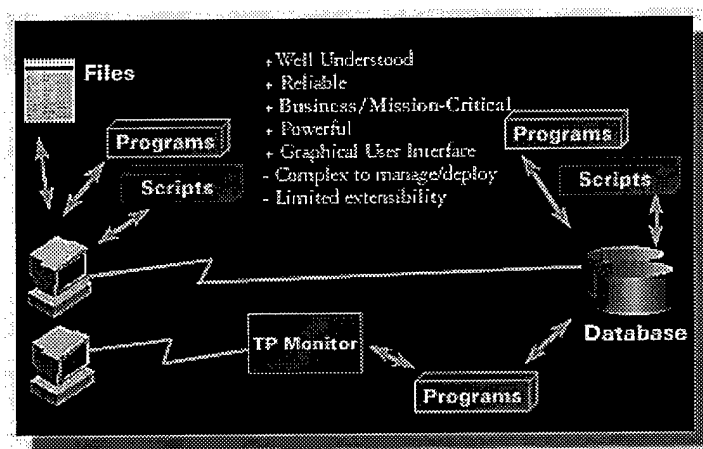 Files
+ Well Understood
+ Reliable
+ Business/Mission-Critical
+ Powerful
+ Graphical User Interface
- Complex to manage/deploy
- Limited extensibility
Programs
Scripts
Programs
Scripts
Database
TP Monitor
Programs